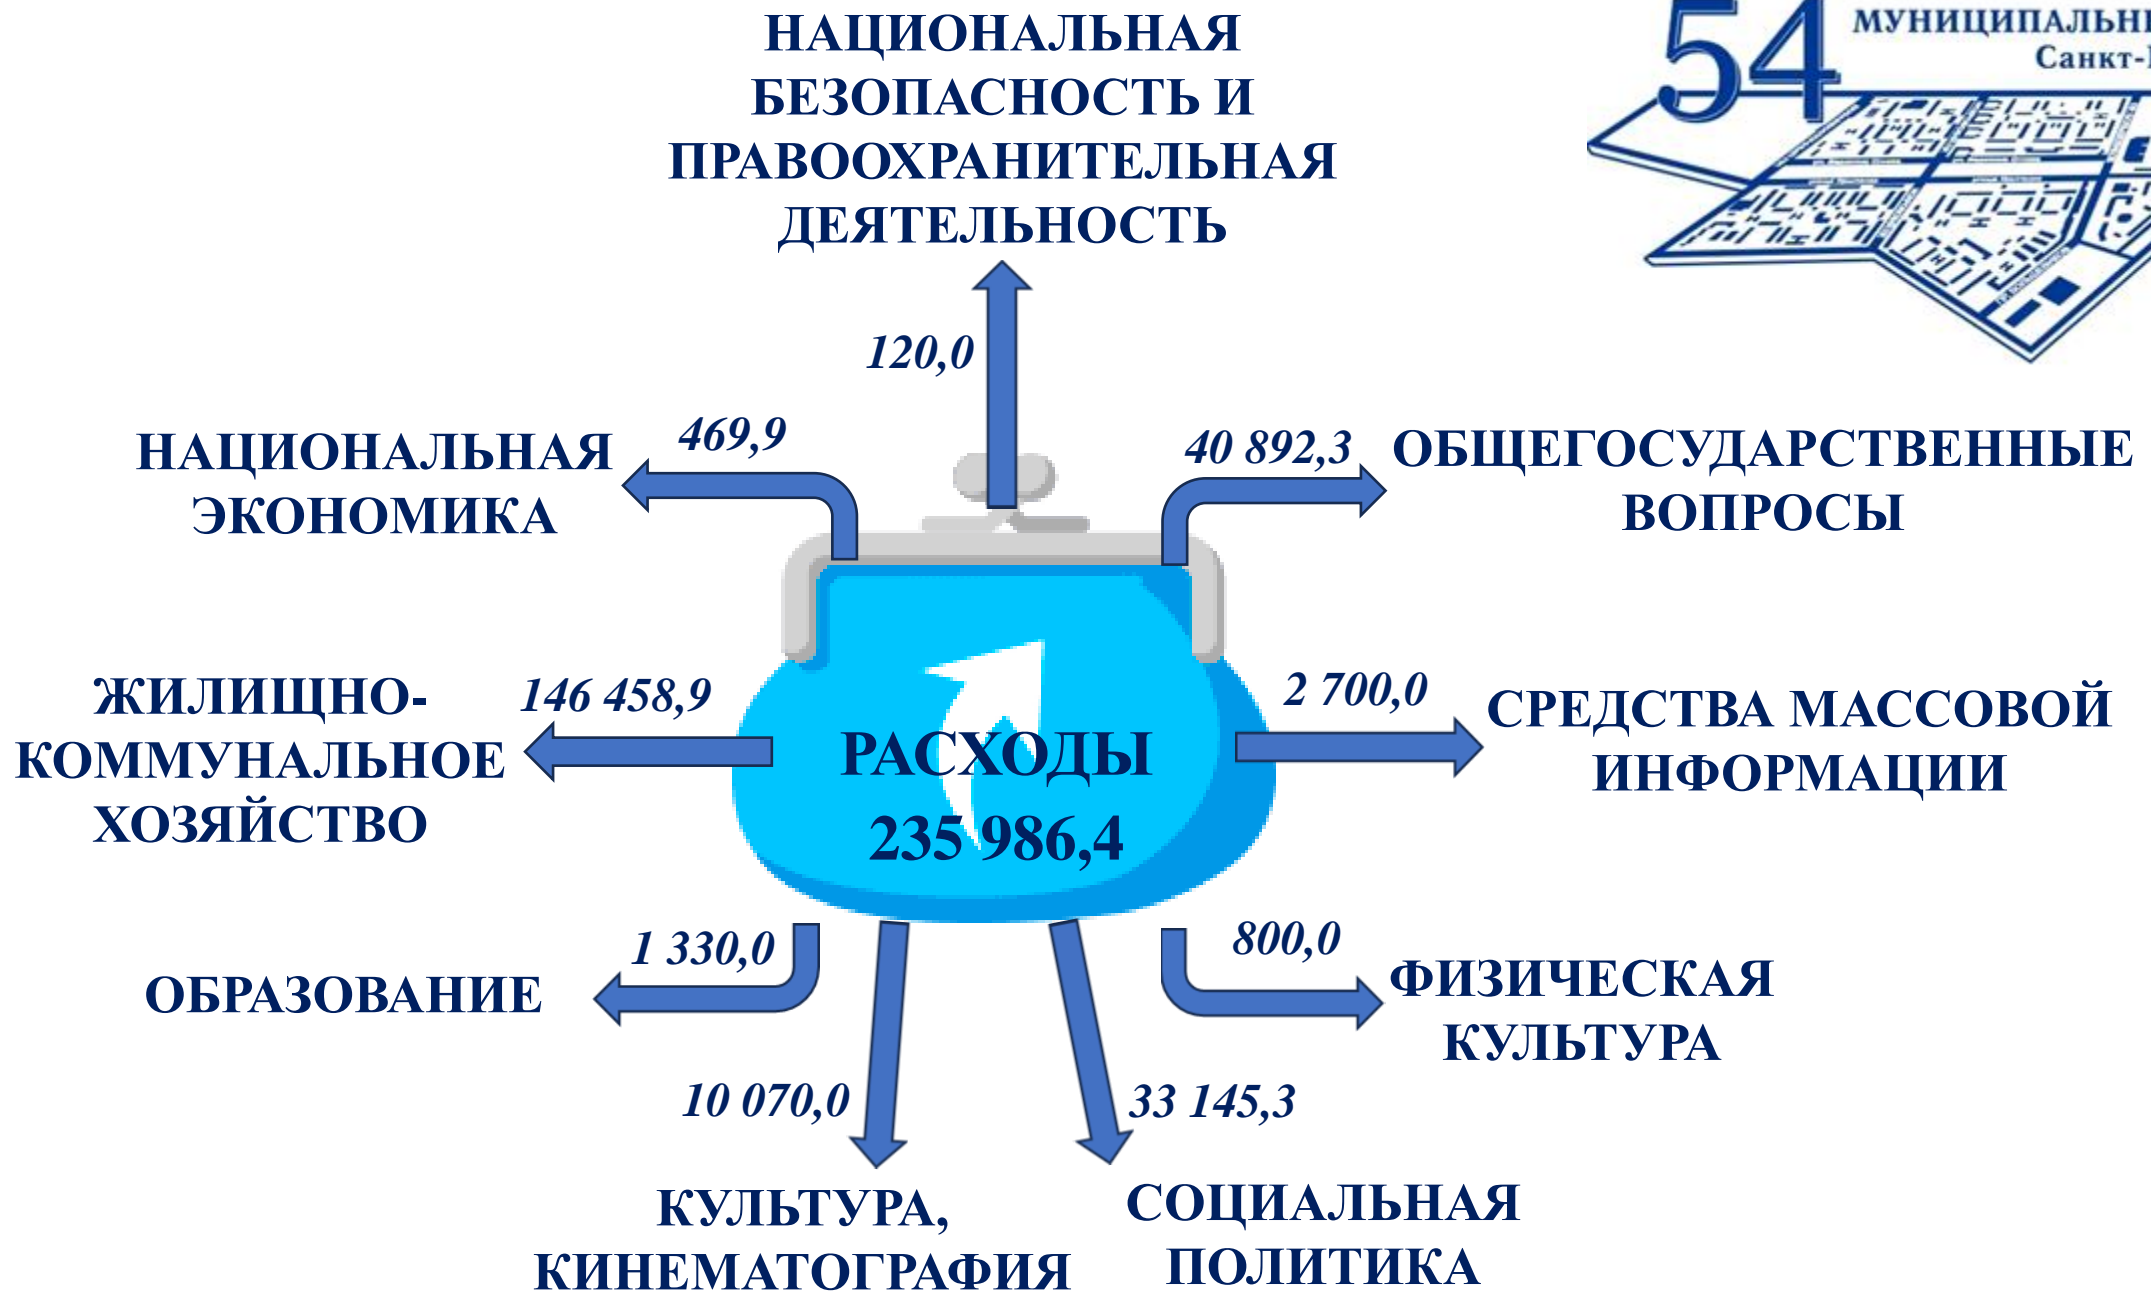 НАЦИОНАЛЬНАЯ
БЕЗОПАСНОСТЬ И
ПРАВООХРАНИТЕЛЬНАЯ
ДЕЯТЕЛЬНОСТЬ
54
120,0
НАЦИОНАЛЬНАЯ
ЭКОНОМИКА
469,9
40 892,3
ОБЩЕГОСУДАРСТВЕННЫЕ
ВОПРОСЫ
ЖИЛИЩНО-
КОММУНАЛЬНОЕ
ХОЗЯЙСТВО
146 458,9
РАСХОДЫ
235 986,4
2 700,0
СРЕДСТВА МАССОВОЙ
ИНФОРМАЦИИ
ОБРАЗОВАНИЕ
1 330,0
800,0
ФИЗИЧЕСКАЯ
КУЛЬТУРА
10 070,0
КУЛЬТУРА,
КИНЕМАТОГРАФИЯ
33 145,3
СОЦИАЛЬНАЯ
ПОЛИТИКА